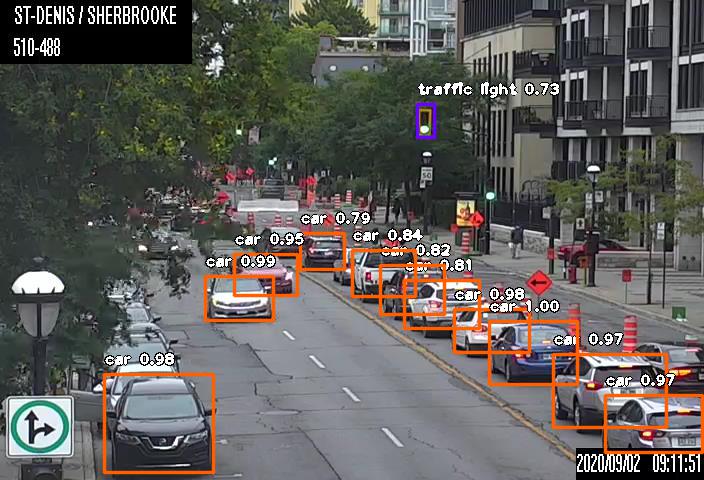 ST-DENIS / SHERBROOKE
510-488
traffic light 0.73
50
car 0.79
car 0.84
car 0.95
car 0.82
car 0.99
car 0.81
car 0.98
car 1.00
car 0.97
car 0.98
car 0.97
2020/09/02 09:11:51